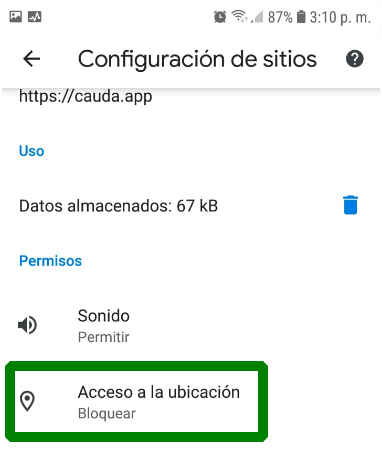 87% 3:10 p. m.
Configuración de sitios
https://cauda.app
Uso
Datos almacenados: 67 kB
Permisos
Sonido
Permitir
Acceso a la ubicación
Bloquear